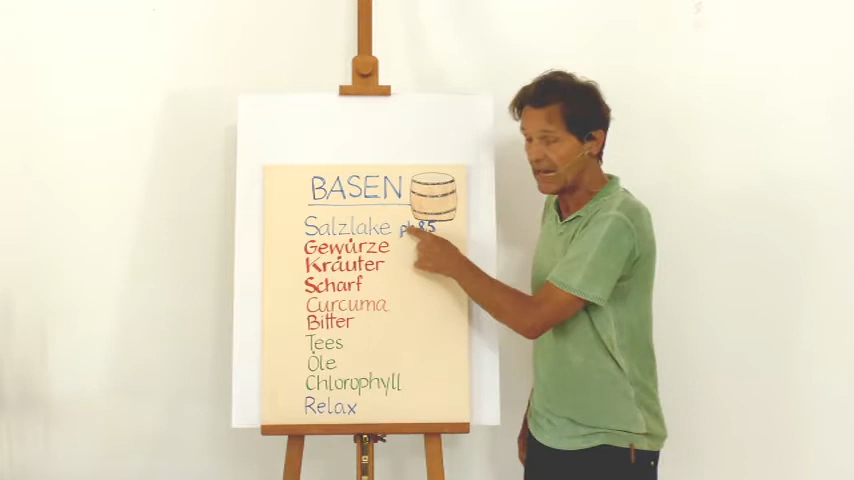 BASEN
Salzlake ph 8.5
Gewürze
Kräuter
Scharf
Curcuma
Bitter
Tees
Öle
Chlorophyll
Relax